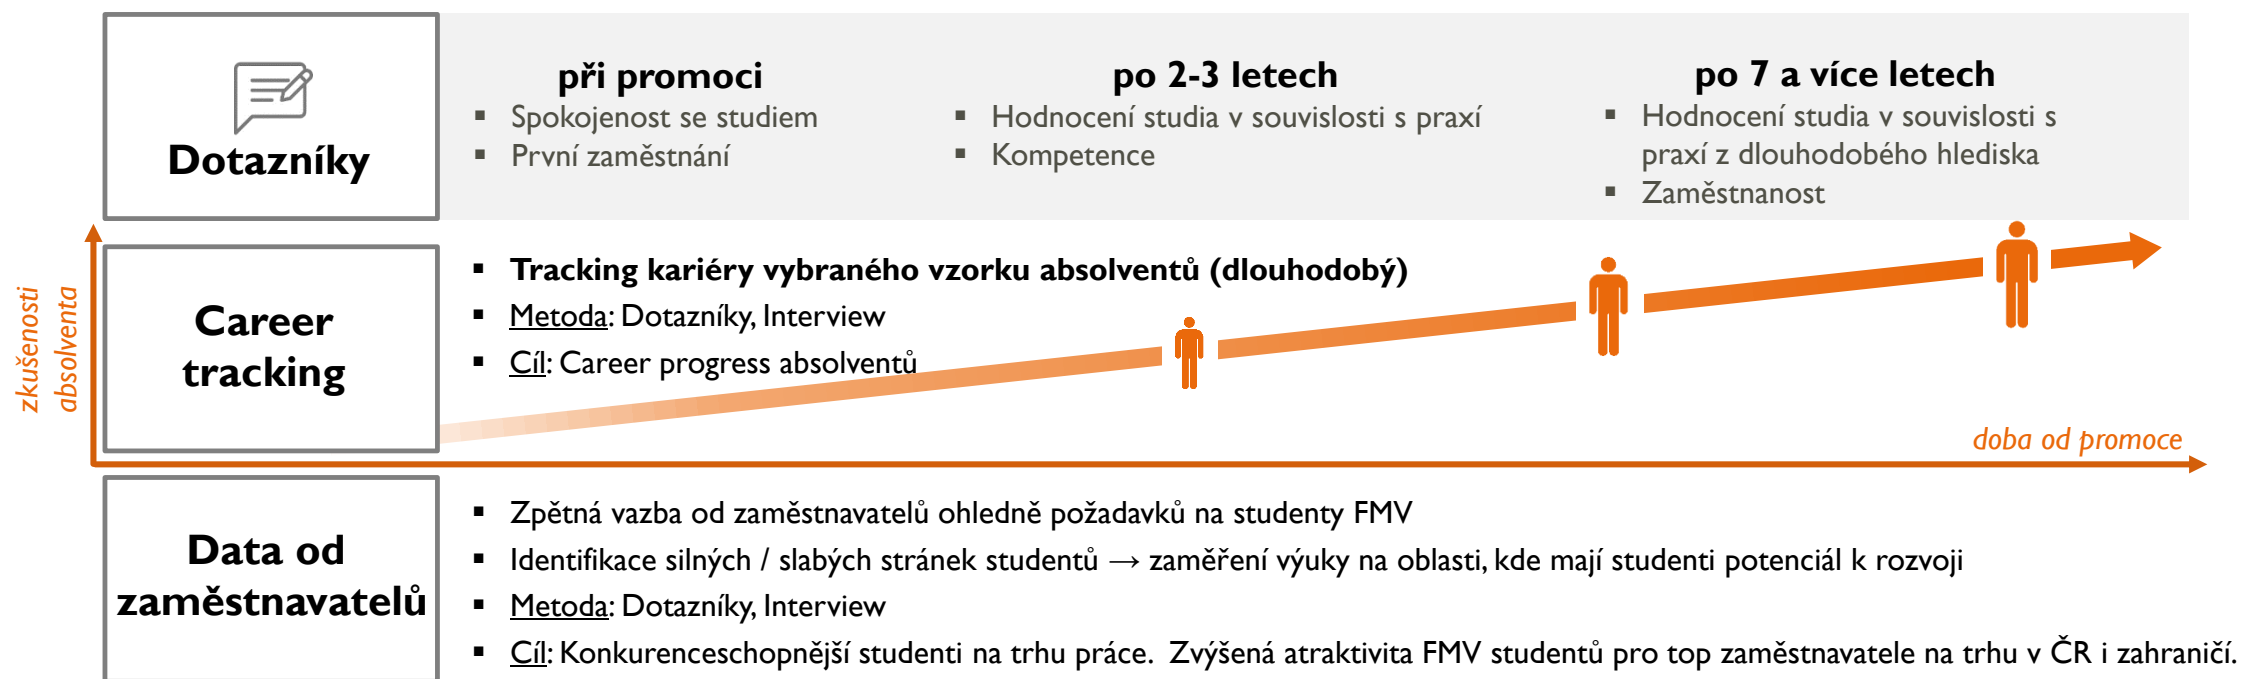 Dotazníky
při promoci
▪ Spokojenost se studiem
▪ První zaměstnání
po 2-3 letech
▪ Hodnocení studia v souvislosti s praxí
▪ Kompetence
po 7 a více letech
▪ Hodnocení studia v souvislosti s
praxí z dlouhodobého hlediska
▪ Zaměstnanost
zkušenosti
absolventa
Career
tracking
▪ Tracking kariéry vybraného vzorku absolventů (dlouhodobý)
▪ Metoda: Dotazníky, Interview
▪ Cíl: Career progress absolventů
doba od promoce
Data od
zaměstnavatelů
▪ Zpětná vazba od zaměstnavatelů ohledně požadavků na studenty FMV
▪ Identifikace silných / slabých stránek studentů → zaměření výuky na oblasti, kde mají studenti potenciál k rozvoji
▪ Metoda: Dotazníky, Interview
▪ Cíl: Konkurenceschopnější studenti na trhu práce. Zvýšená atraktivita FMV studentů pro top zaměstnavatele na trhu v ČR i zahraničí.